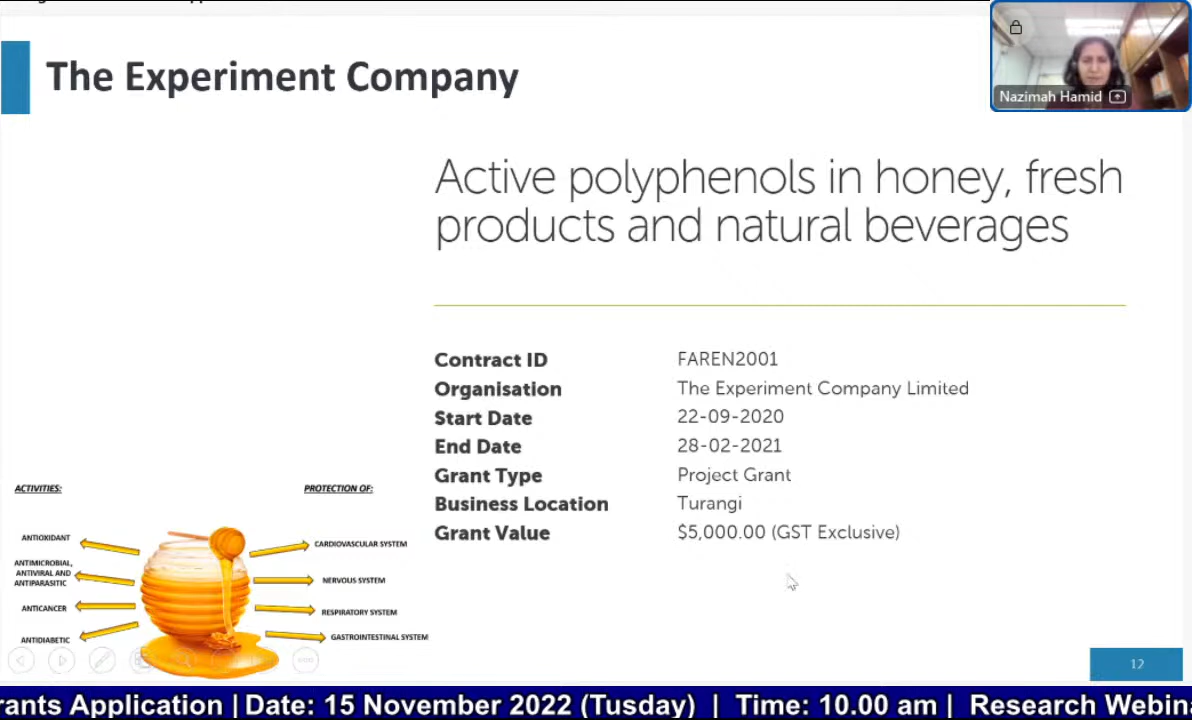 The Experiment Company
Nazimah Hamid
Active polyphenols in honey, fresh
products and natural beverages
Contract ID FAREN2001
Organisation The Experiment Company Limited
Start Date 22-09-2020
End Date 28-02-2021
Grant Type Project Grant
Business Location Turangi
Grant Value $5,000.00 (GST Exclusive)
ACTIVITIES:
ANTIOXIDANT
ANTIMICROBIAL,
ANTIVIRAL AND
ANTIPARASITIC
ANTICANCER
ANTIDIABETIC
PROTECTION OF:
CARDIOVASCULAR SYSTEM
NERVOUS SYSTEM
RESPIRATORY SYSTEM
GASTROINTESTINAL SYSTEM
12
rants Application | Date: 15 November 2022 (Tusday) | Time: 10.00 am | Research Webina